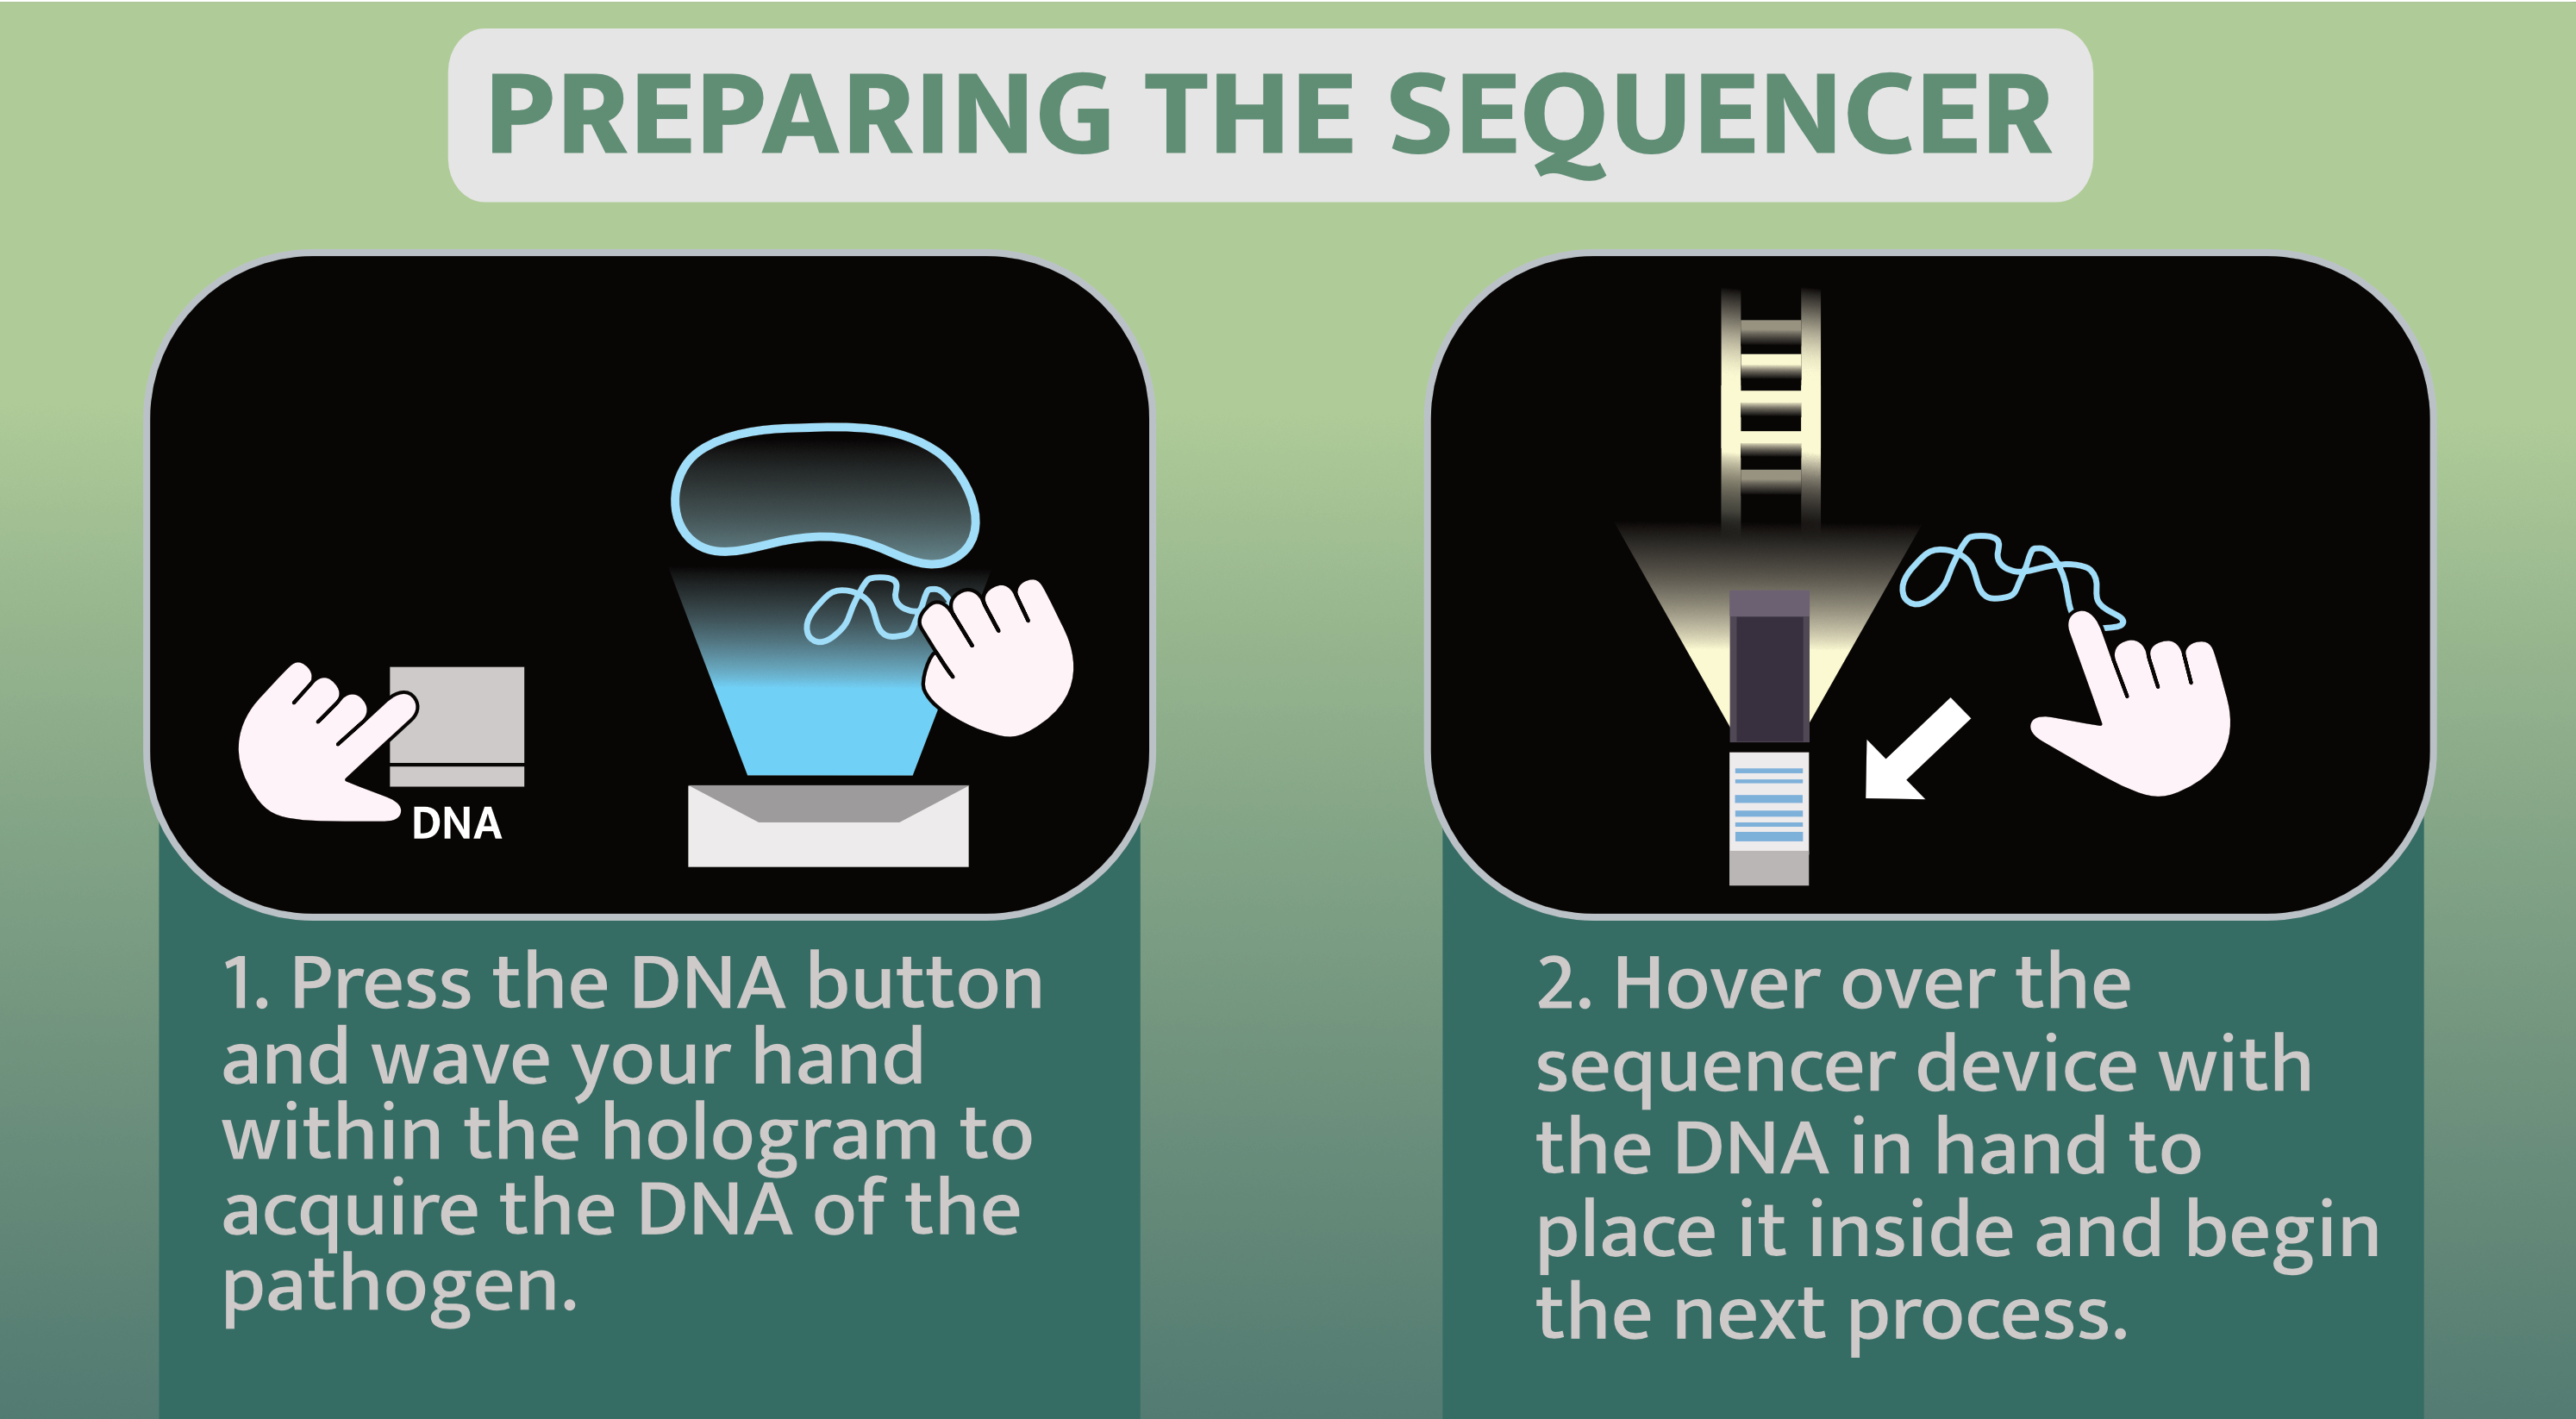 PREPARING THE SEQUENCER
DNA
1. Press the DNA button
and wave your hand
within the hologram to
acquire the DNA of the
pathogen.
2. Hover over the
sequencer device with
the DNA in hand to
place it inside and begin
the next process.